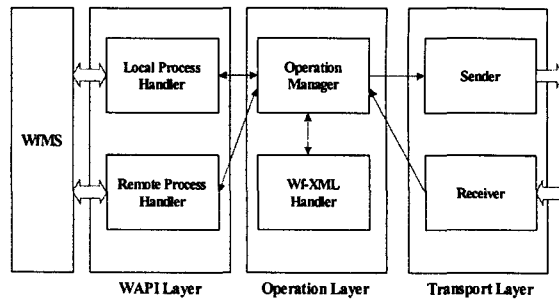 Local Process
Handler
Operation
Manager
Sender
WfMS
Remote Process
Handler
Wf-XML
Handler
Receiver
WAPI Layer
Operation Layer
Transport Layer